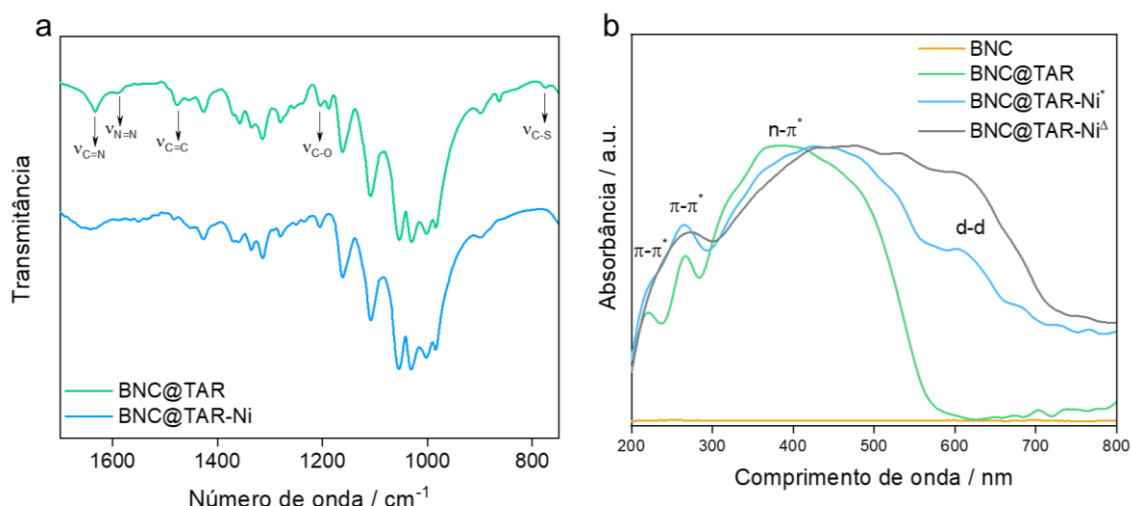 a
Transmitância
ν_C=N
ν_N=N
ν_C=C
ν_C-O
ν_C-S
BNC@TAR
BNC@TAR-Ni
1600 1400 1200 1000 800
Número de onda / cm⁻¹
b
Absorbância / a.u.
BNC
BNC@TAR
BNC@TAR-Ni*
BNC@TAR-Ni^Δ
π-π*
π-π*
n-π*
d-d
200 300 400 500 600 700 800
Comprimento de onda / nm